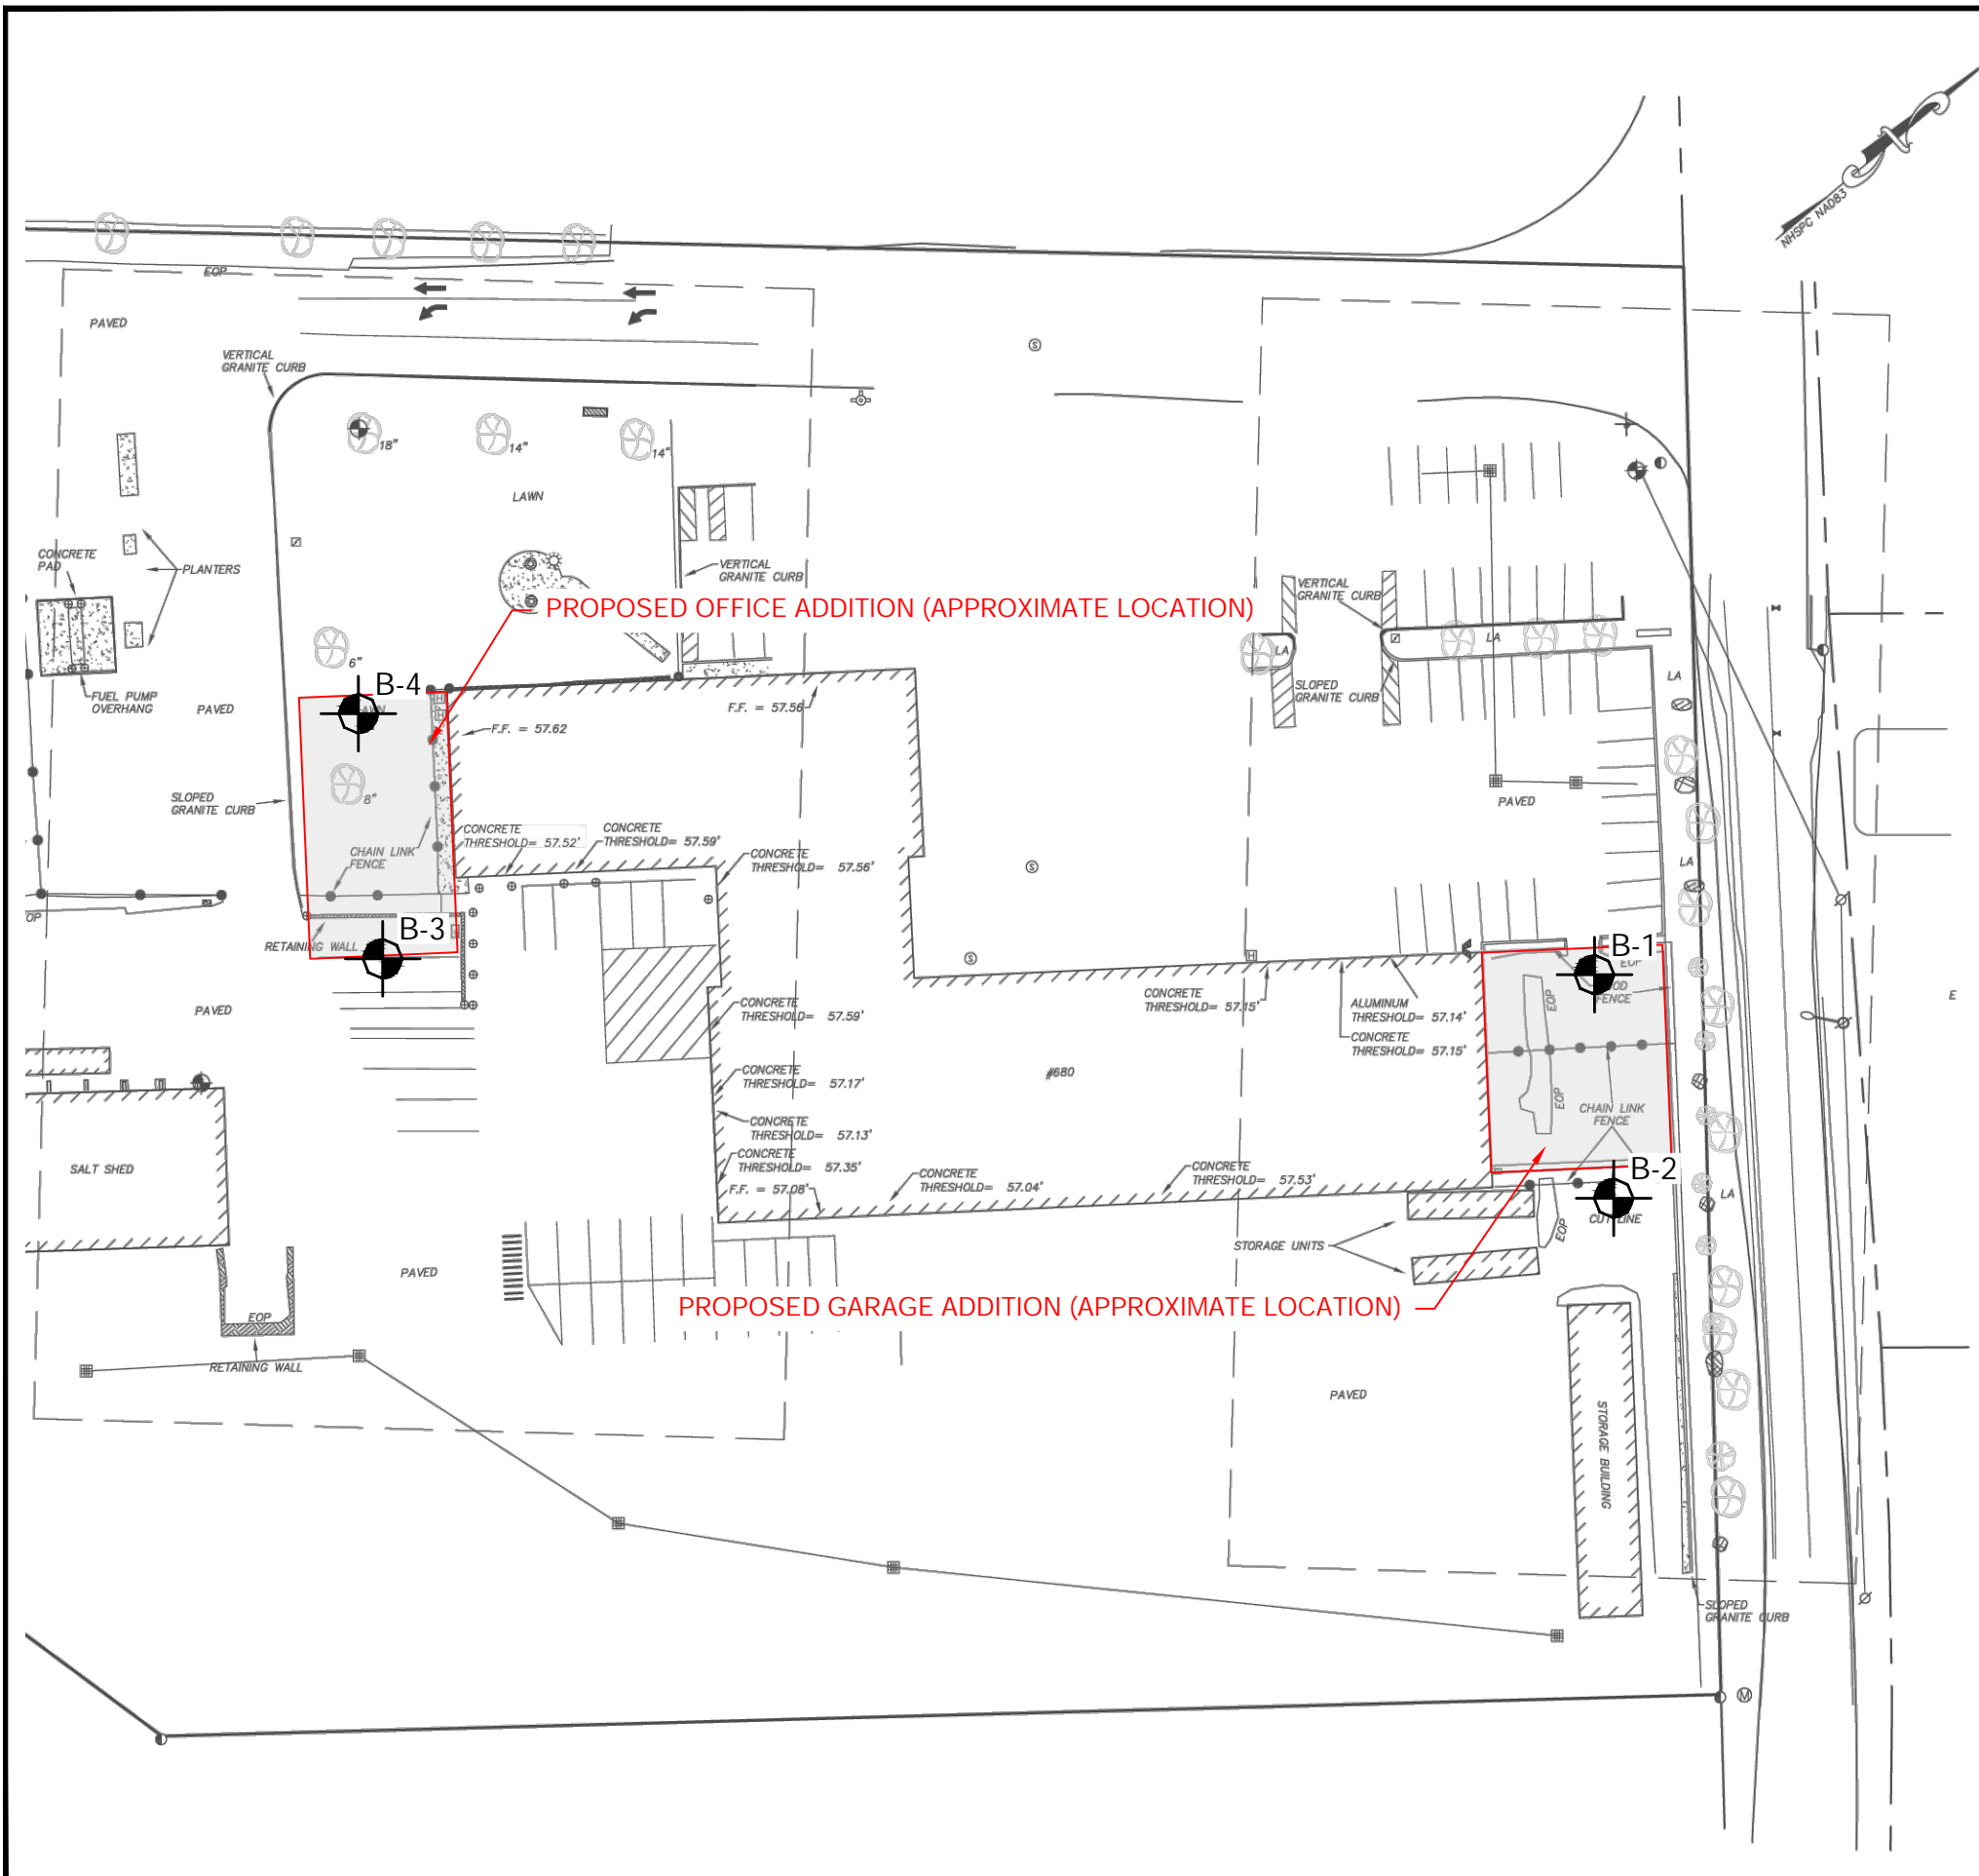 NHSPC NAD83
EOP
PAVED
VERTICAL
GRANITE CURB
18"
14"
14"
LAWN
CONCRETE
PAD
PLANTERS
VERTICAL
GRANITE CURB
VERTICAL
GRANITE CURB
PROPOSED OFFICE ADDITION (APPROXIMATE LOCATION)
LA
LA
6"
SLOPED
GRANITE CURB
LA
B-4
FUEL PUMP
OVERHANG
PAVED
F.F. = 57.56
F.F. = 57.62
SLOPED
GRANITE CURB
8"
PAVED
CONCRETE
THRESHOLD= 57.52'
CONCRETE
THRESHOLD= 57.59'
CHAIN LINK
FENCE
CONCRETE
THRESHOLD= 57.56'
LA
OP
B-3
RETAINING WALL
B-1
EOP
FENCE
EOP
CONCRETE
THRESHOLD= 57.15'
ALUMINUM
THRESHOLD= 57.14'
CONCRETE
THRESHOLD= 57.15'
E
PAVED
CONCRETE
THRESHOLD= 57.59'
#680
CONCRETE
THRESHOLD= 57.17'
EOP
CHAIN LINK
FENCE
CONCRETE
THRESHOLD= 57.13'
CONCRETE
THRESHOLD= 57.35'
F.F. = 57.08'
CONCRETE
THRESHOLD= 57.04'
CONCRETE
THRESHOLD= 57.53'
B-2
LA
SALT SHED
CUT LINE
EOP
STORAGE UNITS
PAVED
PROPOSED GARAGE ADDITION (APPROXIMATE LOCATION)
EOP
RETAINING WALL
PAVED
STORAGE BUILDING
SLOPED
GRANITE CURB
M